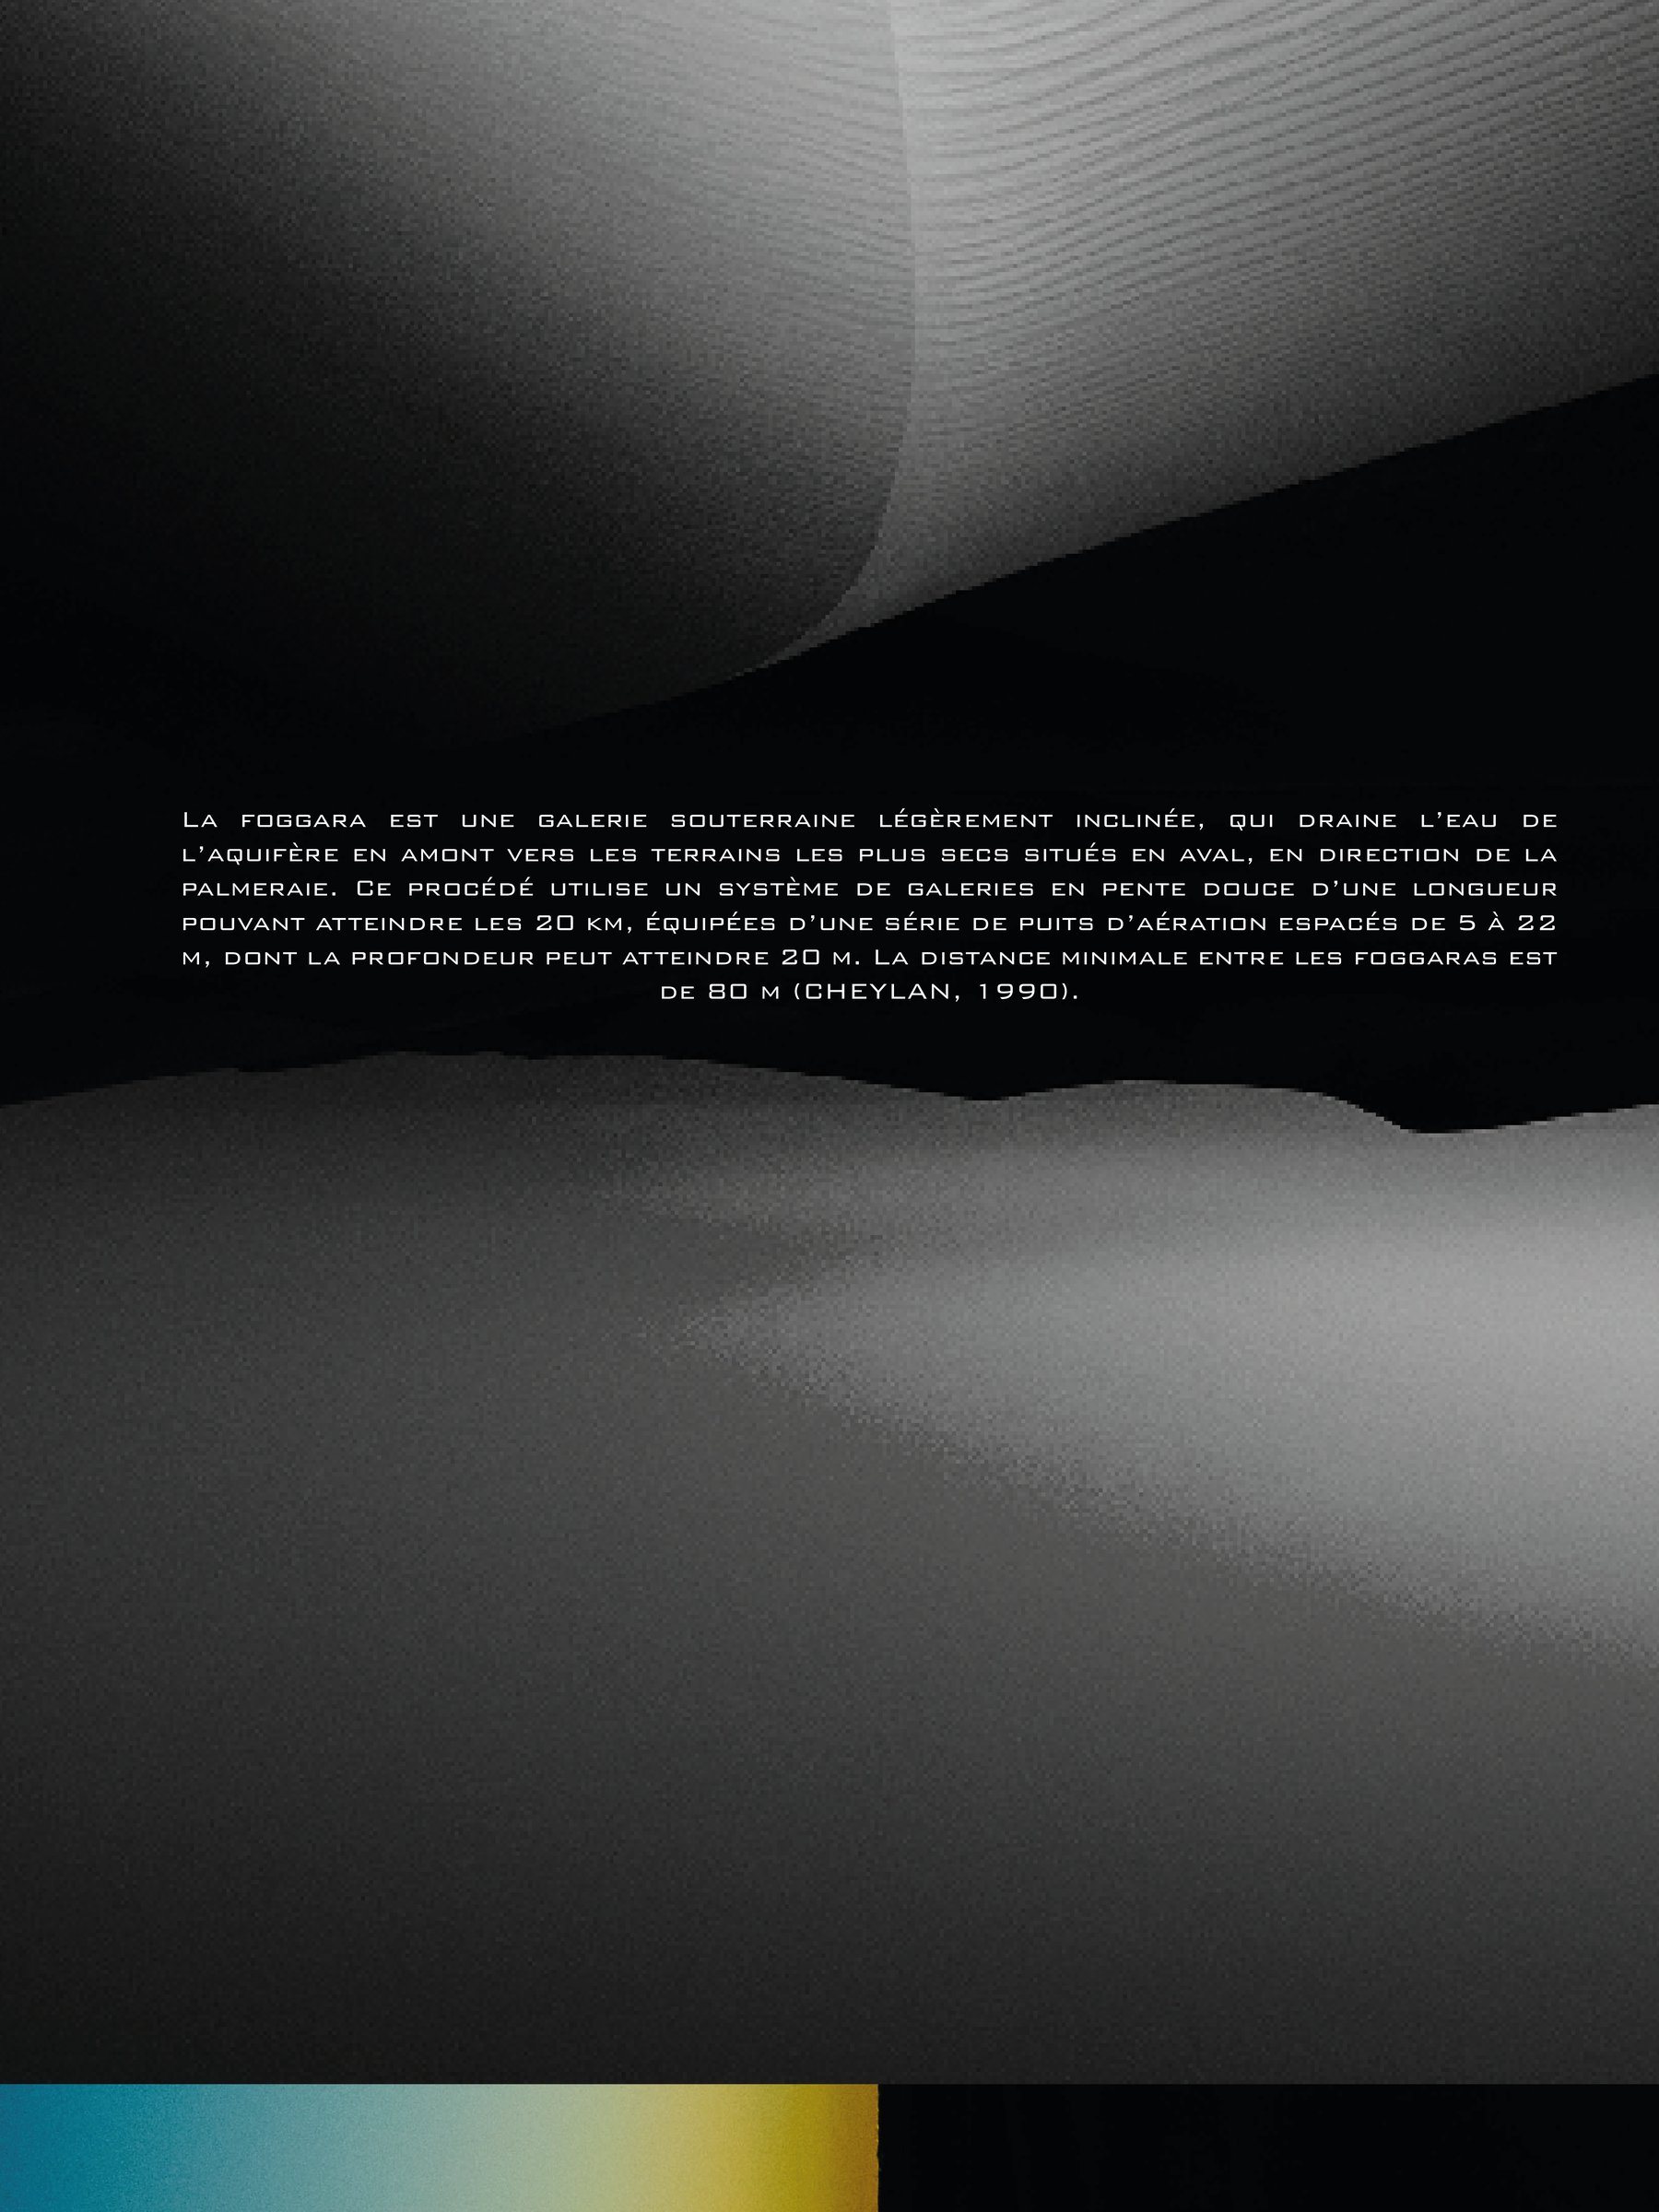 La foggara est une galerie souterraine légèrement inclinée, qui draine l’eau de
l’aquifère en amont vers les terrains les plus secs situés en aval, en direction de la
palmeraie. Ce procédé utilise un système de galeries en pente douce d’une longueur
pouvant atteindre les 20 km, équipées d’une série de puits d’aération espacés de 5 à 22
m, dont la profondeur peut atteindre 20 m. La distance minimale entre les foggaras est
de 80 m (CHEYLAN, 1990).